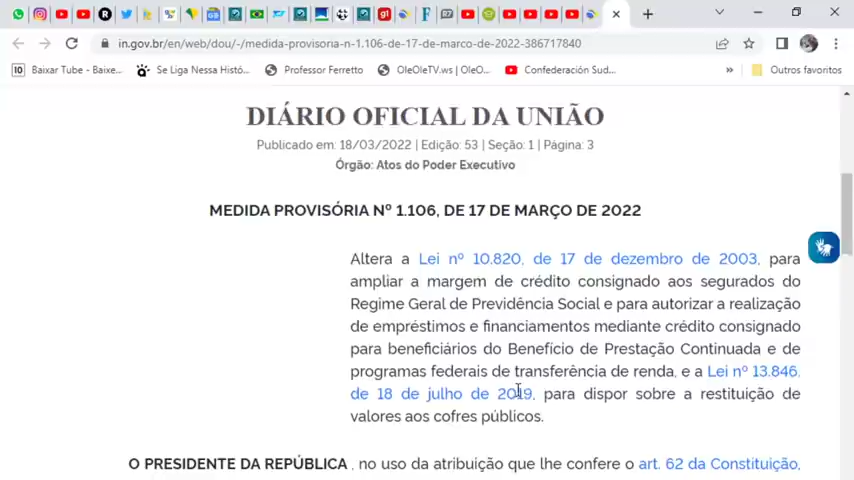 in.gov.br/en/web/dou/-/medida-provisoria-n-1.106-de-17-de-marco-de-2022-386717840
Baixar Tube - Baixe... Se Liga Nessa Histó... Professor Ferretto OleOleTV.ws | OleO... Confederación Sud... » Outros favoritos
DIÁRIO OFICIAL DA UNIÃO
Publicado em: 18/03/2022 | Edição: 53 | Seção: 1 | Página: 3
Órgão: Atos do Poder Executivo
MEDIDA PROVISÓRIA Nº 1.106, DE 17 DE MARÇO DE 2022
Altera a Lei nº 10.820, de 17 de dezembro de 2003, para
ampliar a margem de crédito consignado aos segurados do
Regime Geral de Previdência Social e para autorizar a realização
de empréstimos e financiamentos mediante crédito consignado
para beneficiários do Benefício de Prestação Continuada e de
programas federais de transferência de renda, e a Lei nº 13.846,
de 18 de julho de 2019, para dispor sobre a restituição de
valores aos cofres públicos.
O PRESIDENTE DA REPÚBLICA , no uso da atribuição que lhe confere o art. 62 da Constituição,